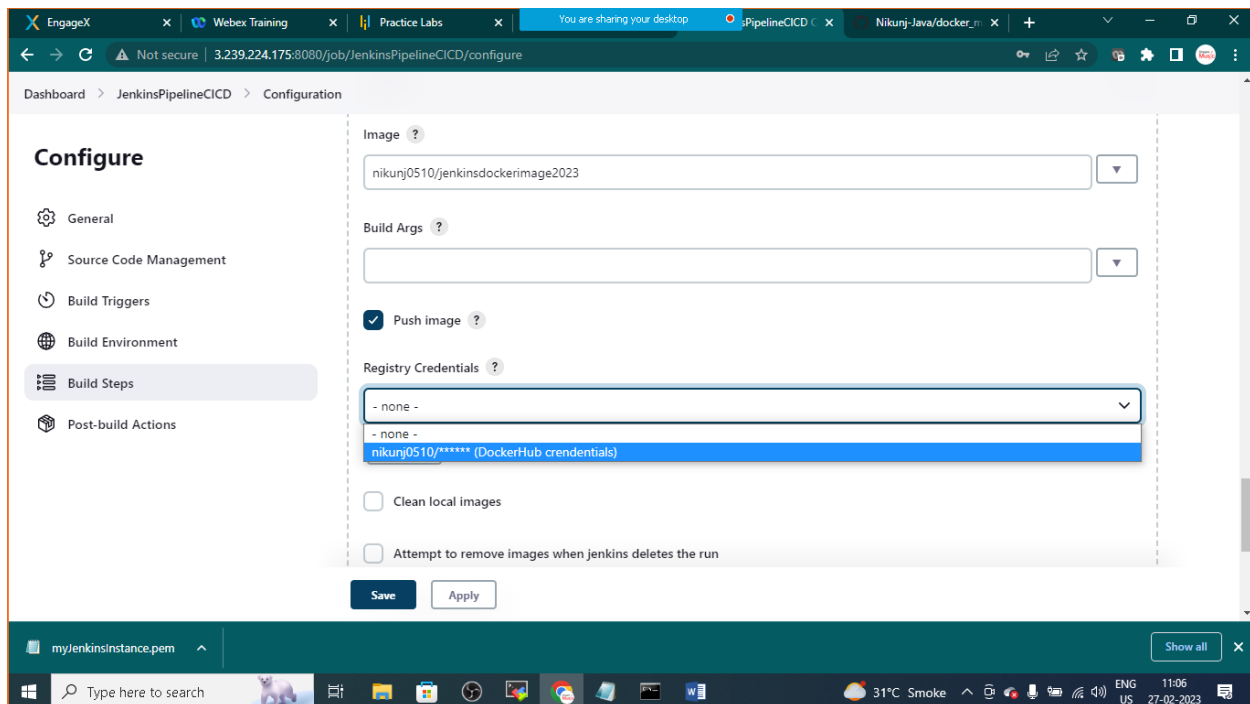 EngageX
Webex Training
Practice Labs
You are sharing your desktop
sPipelineCICD C
Nikunj-Java/docker_m
Not secure | 3.239.224.175:8080/job/JenkinsPipelineCICD/configure
Dashboard > JenkinsPipelineCICD > Configuration
Configure
General
Source Code Management
Build Triggers
Build Environment
Build Steps
Post-build Actions
Image ?
nikunj0510/jenkinsdockerimage2023
Build Args ?
Push image ?
Registry Credentials ?
- none -
- none -
nikunj0510/****** (DockerHub crendentials)
Clean local images
Attempt to remove images when jenkins deletes the run
Save Apply
myJenkinsInstance.pem
Show all
Type here to search
31°C Smoke
ENG
US
11:06
27-02-2023